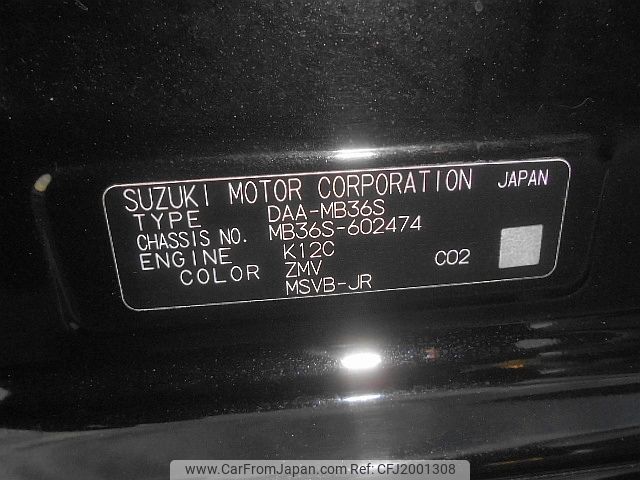 SUZUKI MOTOR CORPORATION JAPAN
TYPE DAA-MB36S
CHASSIS NO. MB36S-602474
ENGINE K12C
COLOR ZMV CO2
MSVB-JR
www.CarFromJapan.com - Ref: CFJ2001308